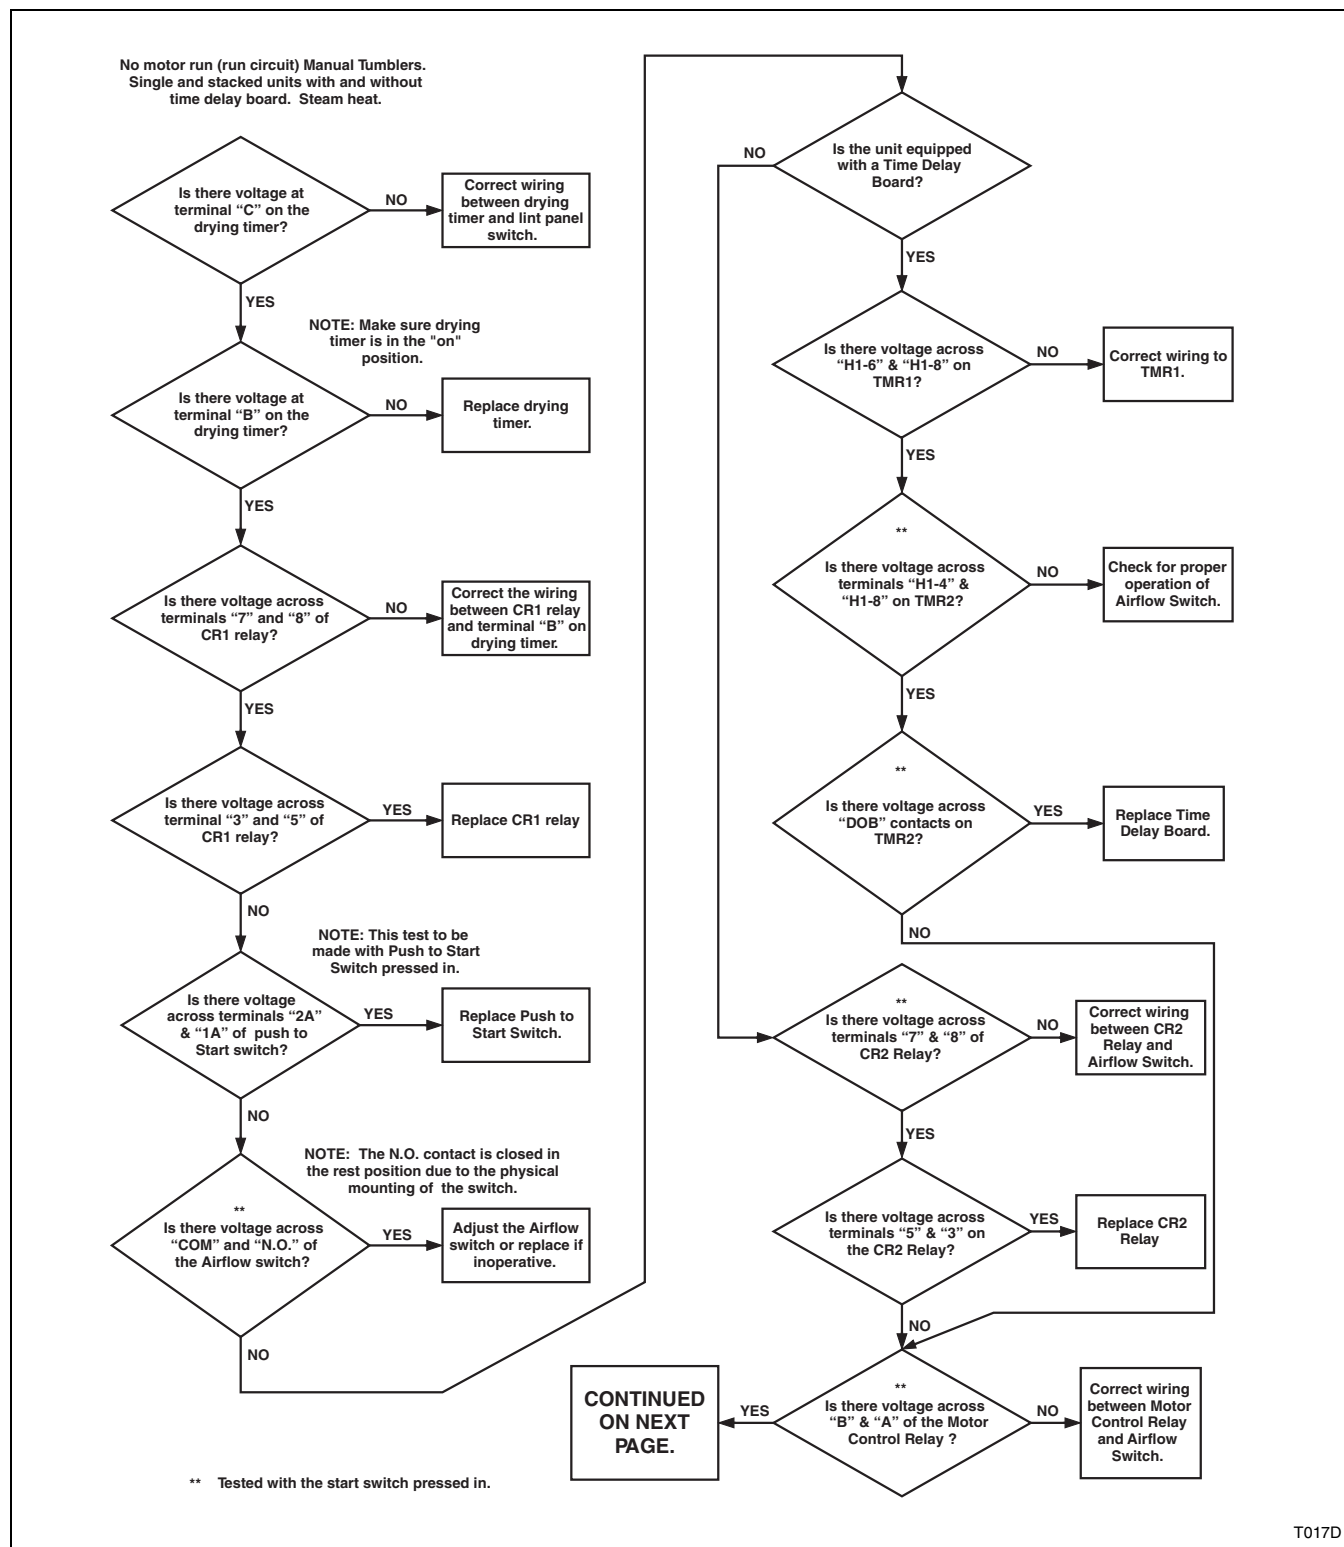 No motor run (run circuit) Manual Tumblers.
Single and stacked units with and without
time delay board. Steam heat.
Is there voltage at
terminal “C” on the
drying timer?
NO
Correct wiring
between drying
timer and lint panel
switch.
YES
NOTE: Make sure drying
timer is in the "on"
position.
Is there voltage at
terminal “B” on the
drying timer?
NO
Replace drying
timer.
YES
Is there voltage across
terminals “7” and “8” of
CR1 relay?
NO
Correct the wiring
between CR1 relay
and terminal “B” on
drying timer.
YES
Is there voltage across
terminal “3” and “5” of
CR1 relay?
YES
Replace CR1 relay
NO
NOTE: This test to be
made with Push to Start
Switch pressed in.
Is there voltage
across terminals “2A”
& “1A” of push to
Start switch?
YES
Replace Push to
Start Switch.
NO
NOTE: The N.O. contact is closed in
the rest position due to the physical
mounting of the switch.
**
Is there voltage across
“COM” and “N.O.” of
the Airflow switch?
YES
Adjust the Airflow
switch or replace if
inoperative.
NO
Is the unit equipped
with a Time Delay
Board?
NO
YES
Is there voltage across
“H1-6” & “H1-8” on
TMR1?
NO
Correct wiring to
TMR1.
YES
**
Is there voltage across
terminals “H1-4” &
“H1-8” on TMR2?
NO
Check for proper
operation of
Airflow Switch.
YES
**
Is there voltage across
“DOB” contacts on
TMR2?
YES
Replace Time
Delay Board.
NO
**
Is there voltage across
terminals “7” & “8” of
CR2 Relay?
NO
Correct wiring
between CR2
Relay and
Airflow Switch.
YES
Is there voltage across
terminals “5” & “3” on
the CR2 Relay?
YES
Replace CR2
Relay
NO
**
Is there voltage across
“B” & “A” of the Motor
Control Relay ?
NO
Correct wiring
between Motor
Control Relay
and Airflow
Switch.
YES
CONTINUED
ON NEXT
PAGE.
** Tested with the start switch pressed in.
T017D